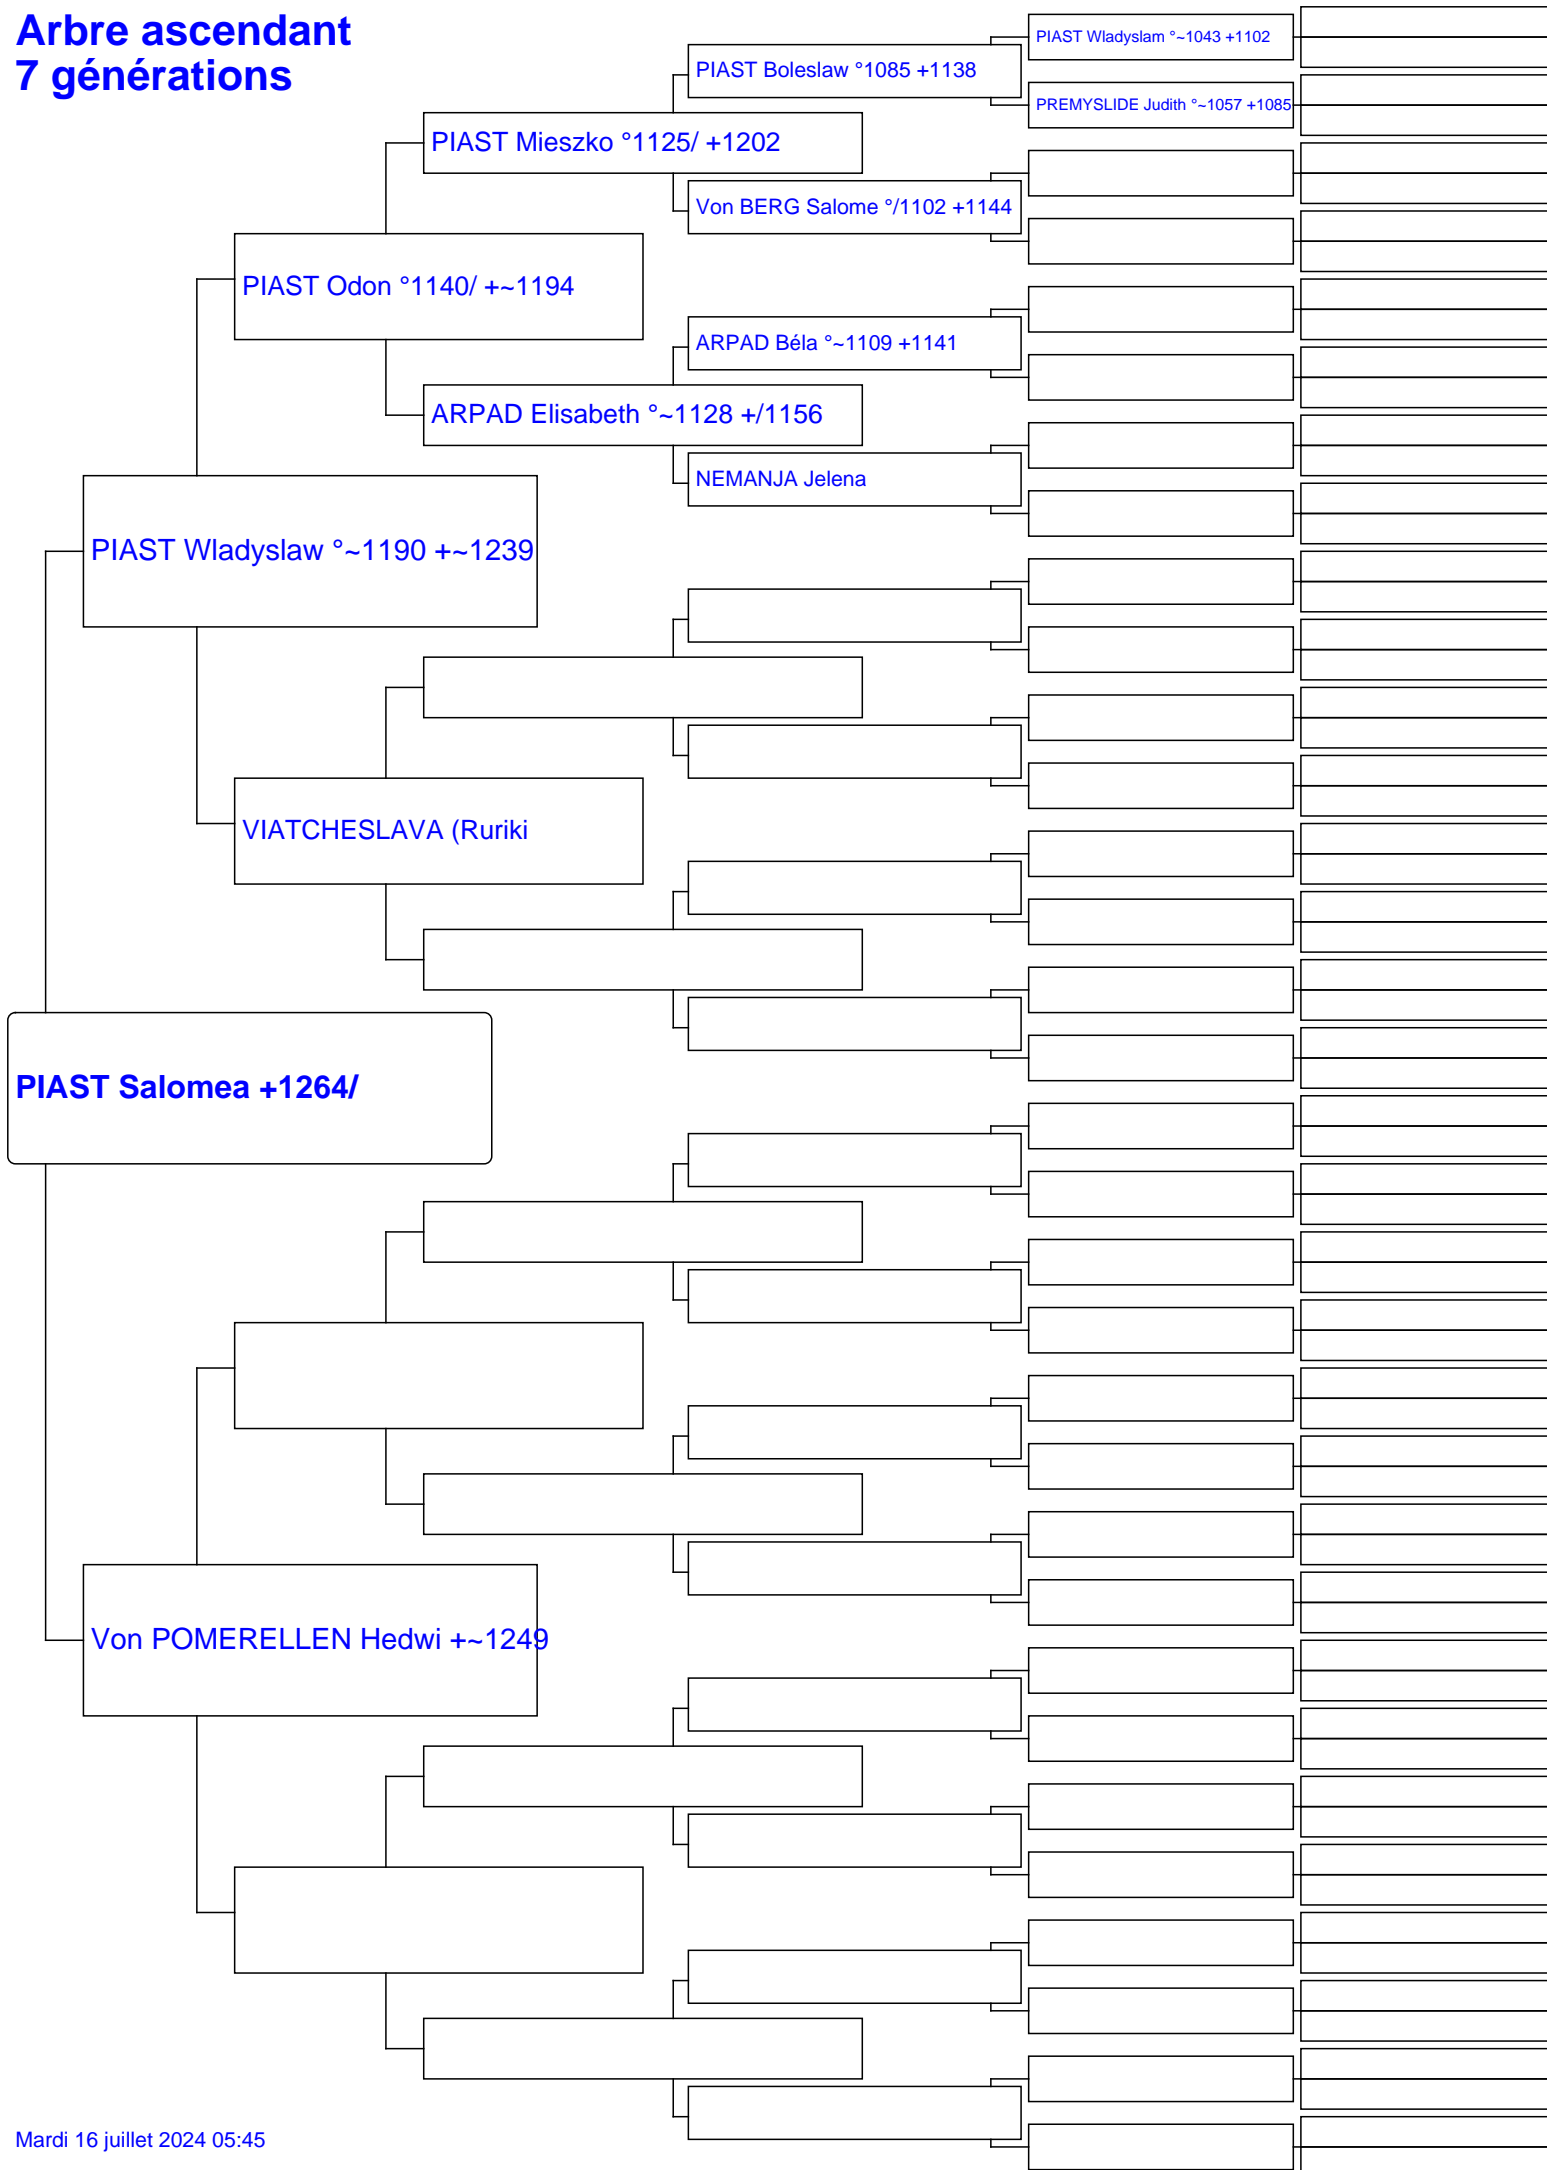 Arbre ascendant
7 générations
PIAST Wladyslam °~1043 +1102
PIAST Boleslaw °1085 +1138
PREMYSLIDE Judith °~1057 +1085
PIAST Mieszko °1125/ +1202
Von BERG Salome °/1102 +1144
PIAST Odon °1140/ +~1194
ARPAD Béla °~1109 +1141
ARPAD Elisabeth °~1128 +/1156
NEMANJA Jelena
PIAST Wladyslaw °~1190 +~1239
VIATCHESLAVA (Ruriki
PIAST Salomea +1264/
Von POMERELLEN Hedwi +~1249
Mardi 16 juillet 2024 05:45